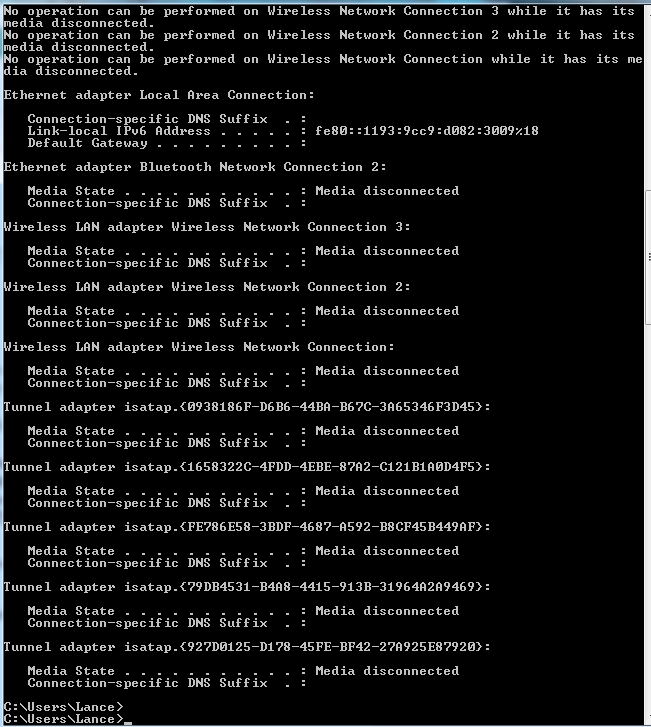 No operation can be performed on Wireless Network Connection 3 while it has its
media disconnected.
No operation can be performed on Wireless Network Connection 2 while it has its
media disconnected.
No operation can be performed on Wireless Network Connection while it has its me
dia disconnected.
Ethernet adapter Local Area Connection:
Connection-specific DNS Suffix  . :
Link-local IPv6 Address . . . . . : fe80::1193:9cc9:d082:3009%18
Default Gateway . . . . . . . . . :
Ethernet adapter Bluetooth Network Connection 2:
Media State . . . . . . . . . . . : Media disconnected
Connection-specific DNS Suffix  . :
Wireless LAN adapter Wireless Network Connection 3:
Media State . . . . . . . . . . . : Media disconnected
Connection-specific DNS Suffix  . :
Wireless LAN adapter Wireless Network Connection 2:
Media State . . . . . . . . . . . : Media disconnected
Connection-specific DNS Suffix  . :
Wireless LAN adapter Wireless Network Connection:
Media State . . . . . . . . . . . : Media disconnected
Connection-specific DNS Suffix  . :
Tunnel adapter isatap.{0938186F-D6B6-44BA-B67C-3A65346F3D45}:
Media State . . . . . . . . . . . : Media disconnected
Connection-specific DNS Suffix  . :
Tunnel adapter isatap.{1658322C-4FDD-4EBE-87A2-C121B1A0D4F5}:
Media State . . . . . . . . . . . : Media disconnected
Connection-specific DNS Suffix  . :
Tunnel adapter isatap.{FE786E58-3BDF-4687-A592-B8CF45B449AF}:
Media State . . . . . . . . . . . : Media disconnected
Connection-specific DNS Suffix  . :
Tunnel adapter isatap.{79DB4531-B4A8-4415-913B-31964A2A9469}:
Media State . . . . . . . . . . . : Media disconnected
Connection-specific DNS Suffix  . :
Tunnel adapter isatap.{927D0125-D178-45FE-BF42-27A925E87920}:
Media State . . . . . . . . . . . : Media disconnected
Connection-specific DNS Suffix  . :
C:\Users\Lance>
C:\Users\Lance>_